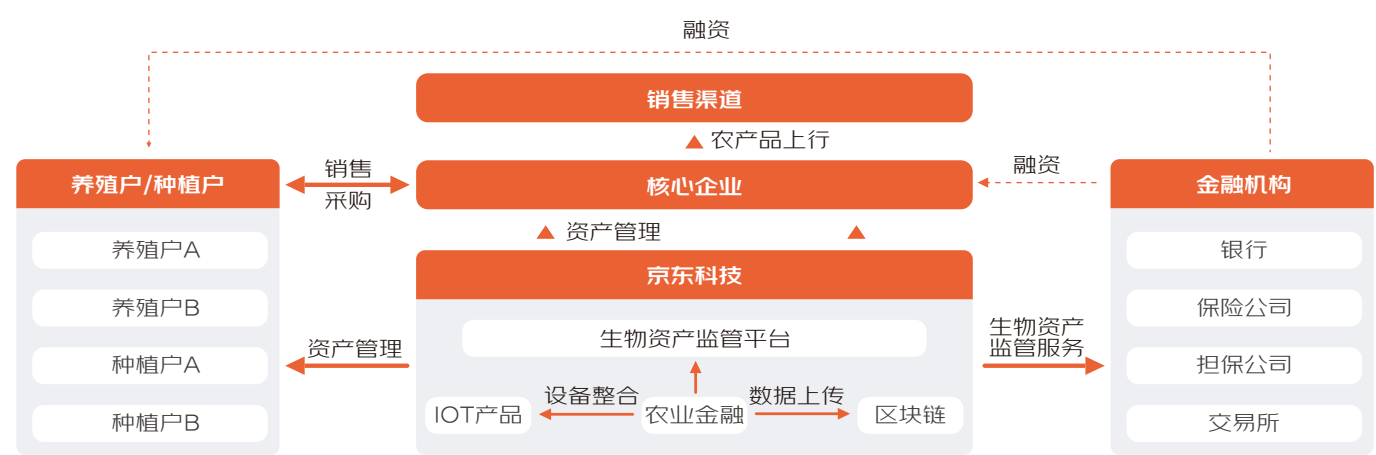 融资
销售渠道
农产品上行
养殖户/种植户
销售
采购
核心企业
融资
金融机构
养殖户A
养殖户B
种植户A
种植户B
资产管理
资产管理
京东科技
生物资产监管平台
设备整合
数据上传
IOT产品
农业金融
区块链
生物资产
监管服务
银行
保险公司
担保公司
交易所